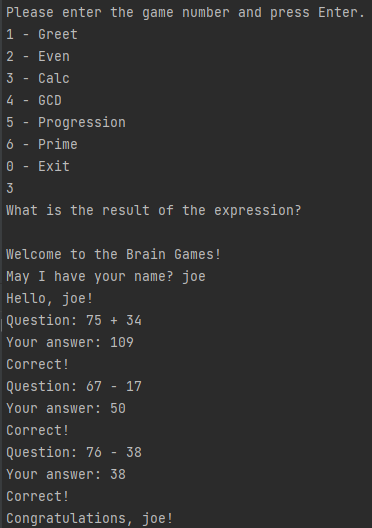 Please enter the game number and press Enter.
1 - Greet
2 - Even
3 - Calc
4 - GCD
5 - Progression
6 - Prime
0 - Exit
3
What is the result of the expression?
Welcome to the Brain Games!
May I have your name? joe
Hello, joe!
Question: 75 + 34
Your answer: 109
Correct!
Question: 67 - 17
Your answer: 50
Correct!
Question: 76 - 38
Your answer: 38
Correct!
Congratulations, joe!